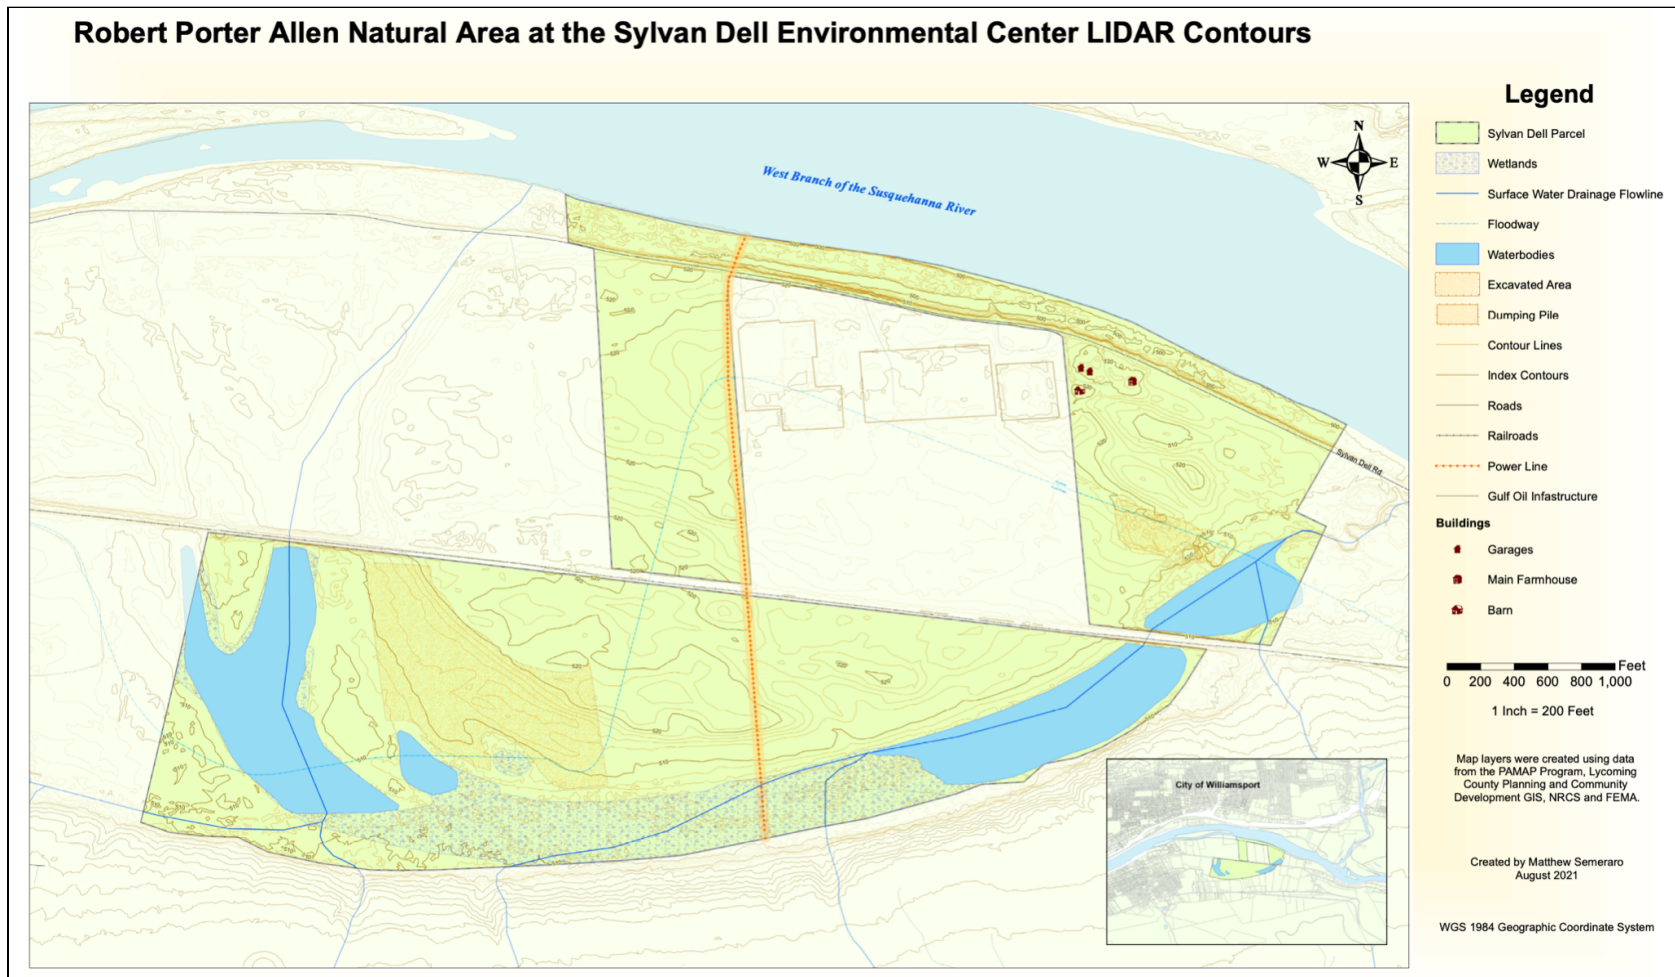 Robert Porter Allen Natural Area at the Sylvan Dell Environmental Center LIDAR Contours
West Branch of the Susquehanna River
N
W
E
S
Sylvan Dell Rd
City of Williamsport
Legend
Sylvan Dell Parcel
Wetlands
Surface Water Drainage Flowline
Floodway
Waterbodies
Excavated Area
Dumping Pile
Contour Lines
Index Contours
Roads
Railroads
Power Line
Gulf Oil Infastructure
Buildings
Garages
Main Farmhouse
Barn
Feet
0 200 400 600 800 1,000
1 Inch = 200 Feet
Map layers were created using data
from the PAMAP Program, Lycoming
County Planning and Community
Development GIS, NRCS and FEMA.
Created by Matthew Semeraro
August 2021
WGS 1984 Geographic Coordinate System